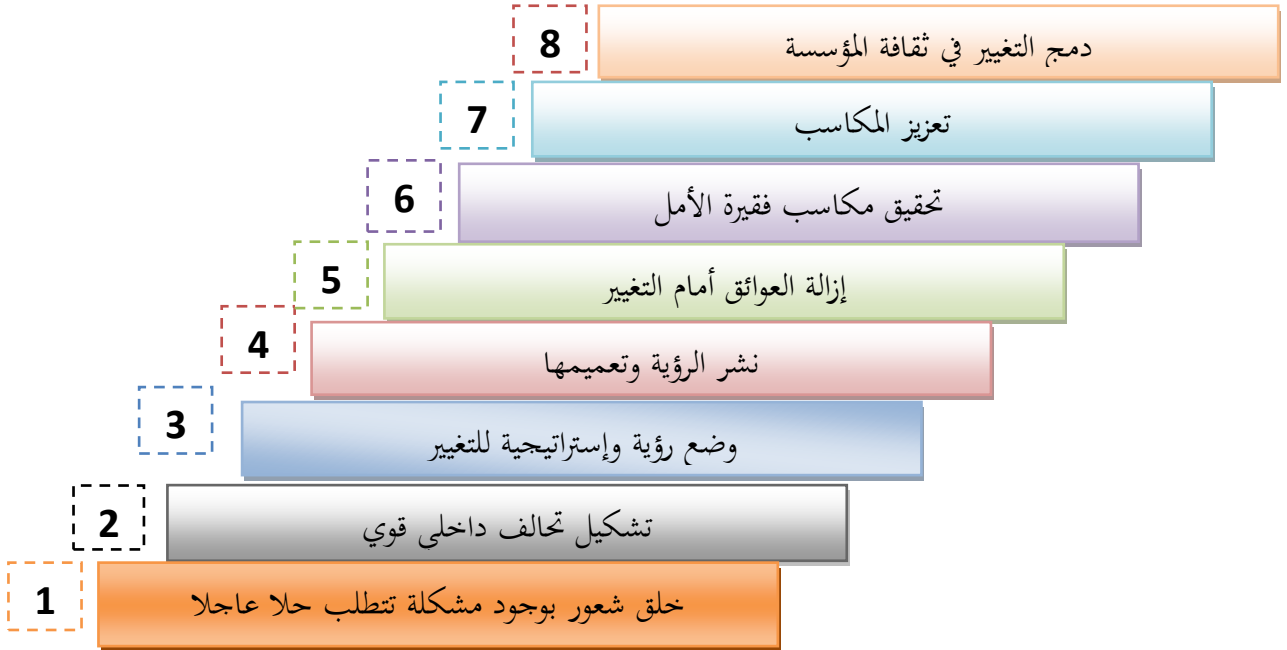 8
دمج التغيير في ثقافة المؤسسة
7
تعزيز المكاسب
6
تحقيق مكاسب فقيرة الأمل
5
إزالة العوائق أمام التغيير
4
نشر الرؤية وتعميمها
3
وضع رؤية وإستراتيجية للتغيير
2
تشكيل تحالف داخلي قوي
1
خلق شعور بوجود مشكلة تتطلب حلا عاجلا